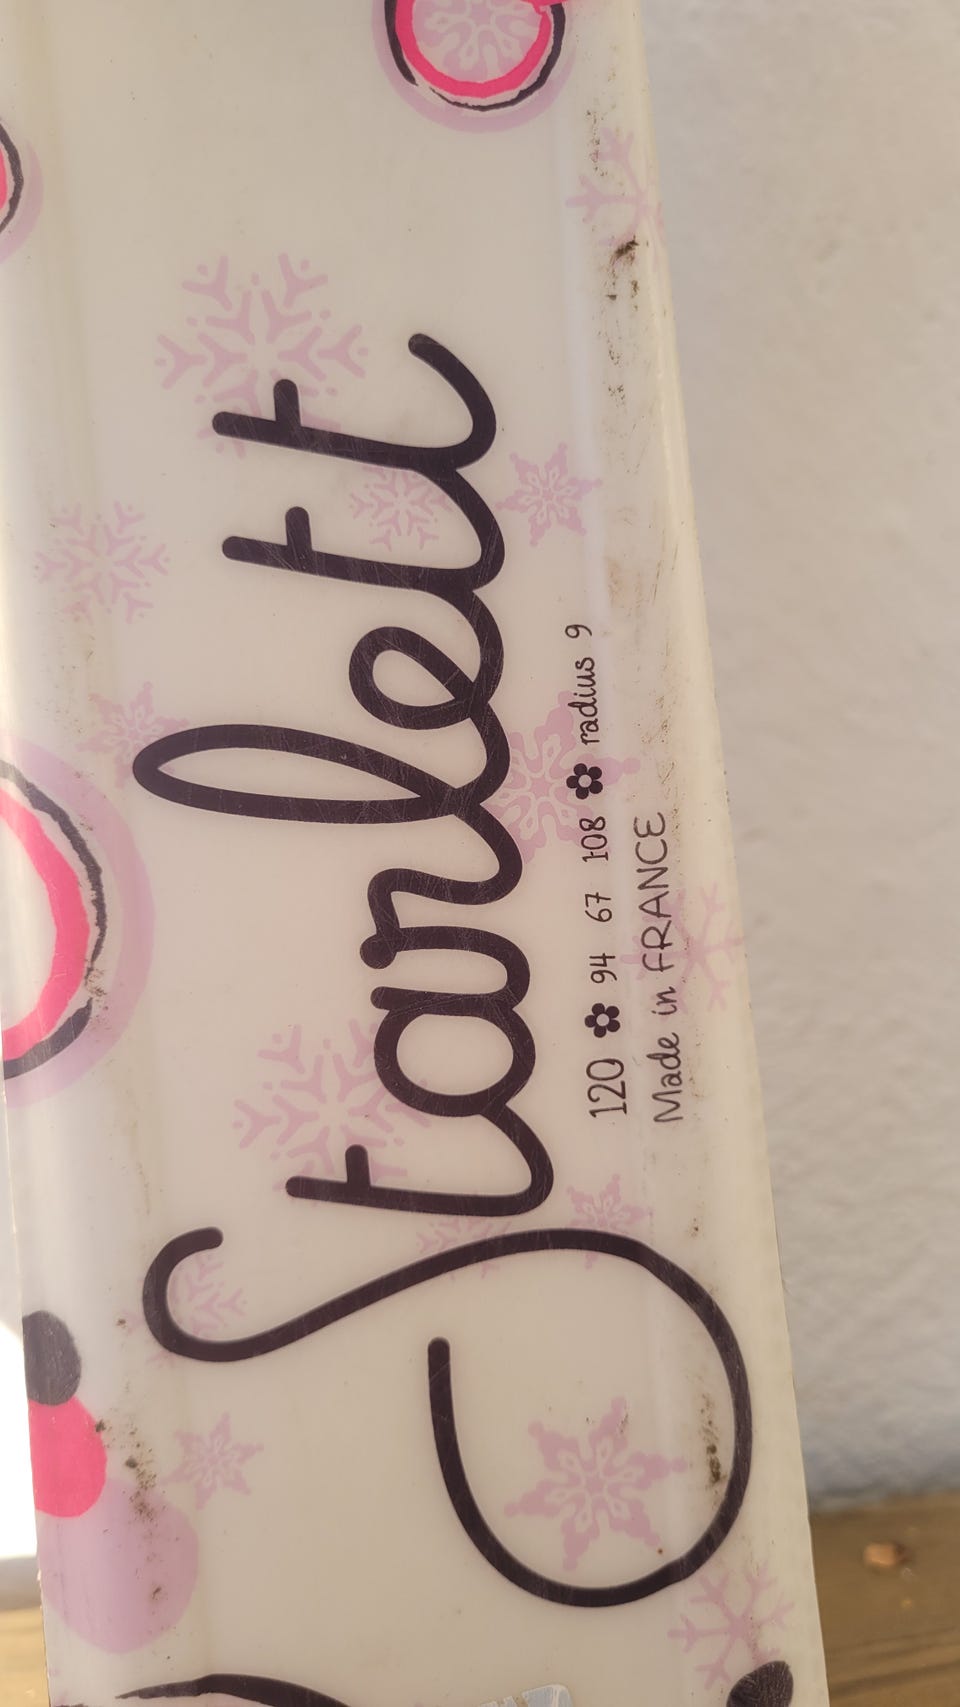 Starlett
120 ✿ 94 67 108 ✿ radius 9
Made in FRANCE